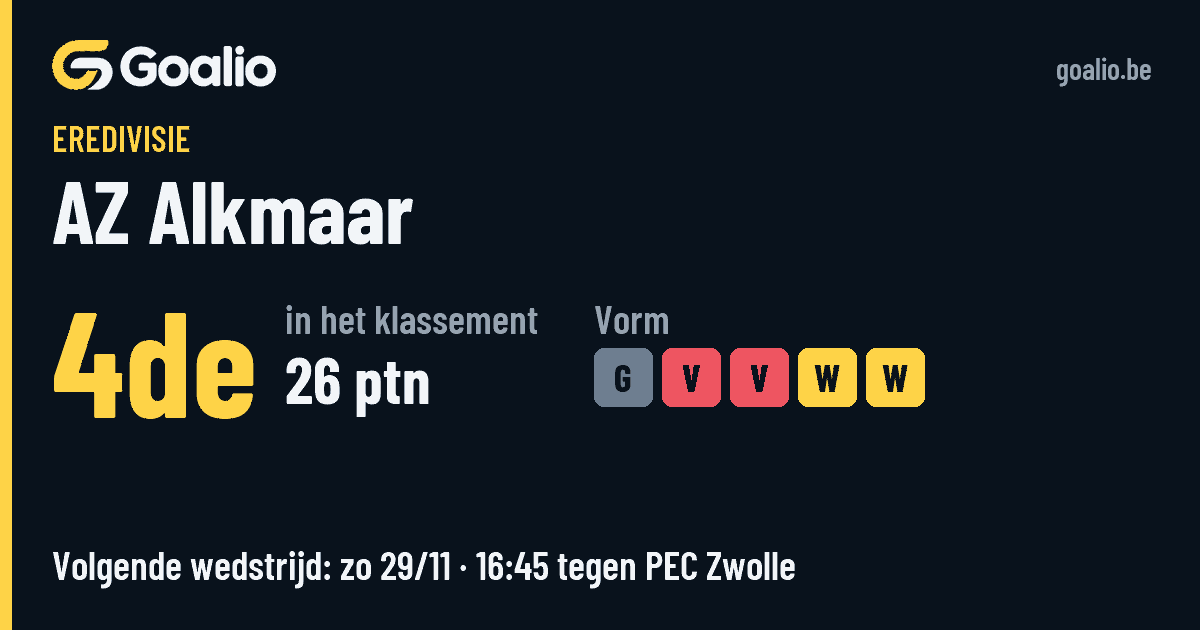 Goalio
goalio.be
EREDIVISIE
AZ Alkmaar
4de
in het klassement
26 ptn
Vorm
G V V W W
Volgende wedstrijd: zo 29/11 · 16:45 tegen PEC Zwolle